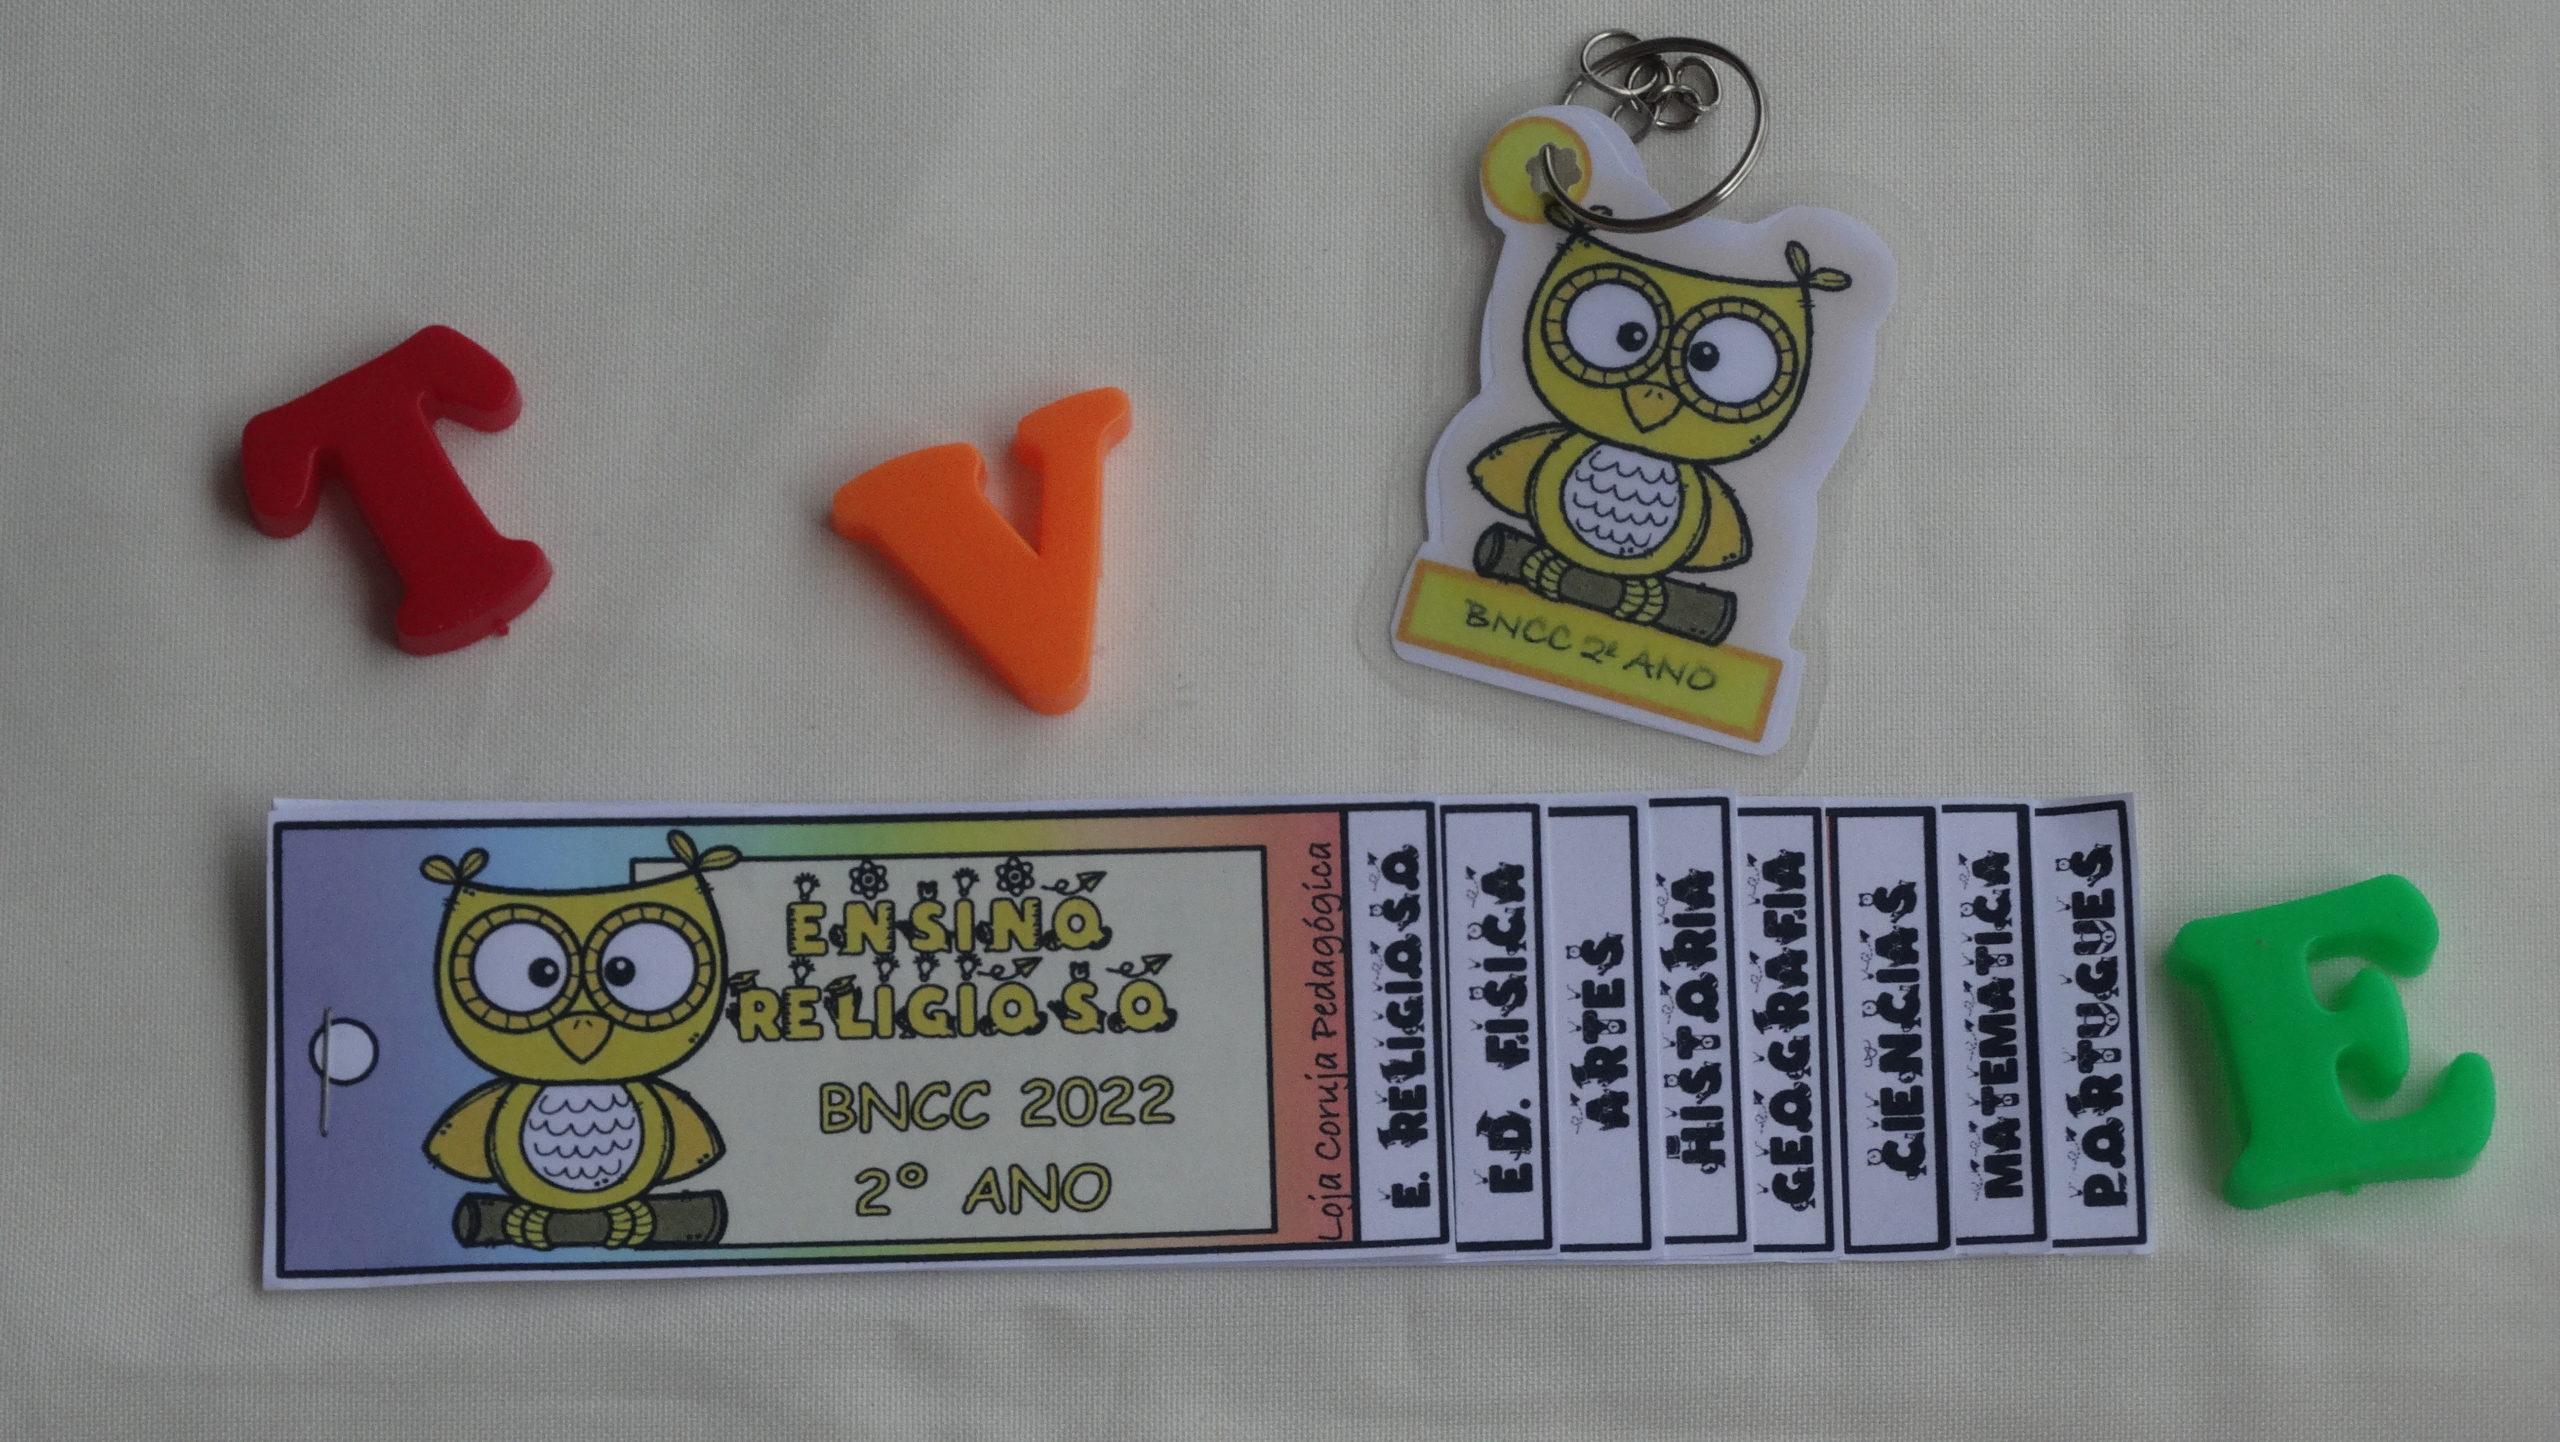 T
V
BNCC 2º ANO
ENSINO
RELIGIOSO
BNCC 2022
2º ANO
Loja Coruja Pedagógica
E. RELIGIOSO
ED. FISICA
ARTES
HISTORIA
GEOGRAFIA
CIENCIAS
MATEMATICA
PORTUGUES
E